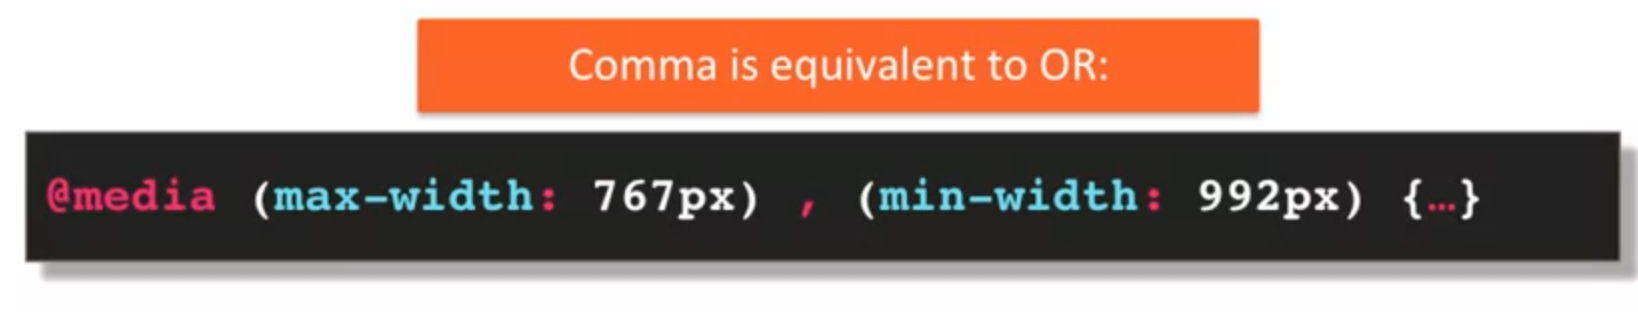 Comma is equivalent to OR:
@media (max-width: 767px) , (min-width: 992px) {…}